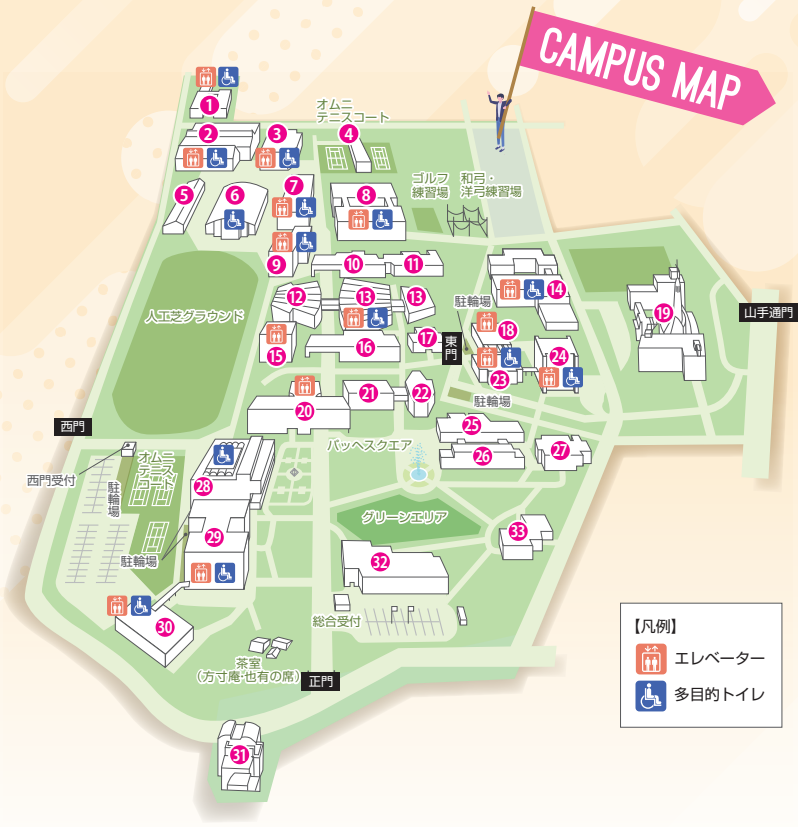 CAMPUS MAP
1
2
3
オムニ
テニスコート
4
5
6
7
8
ゴルフ
練習場
和弓・
洋弓練習場
9
10
11
12
13
13
14
駐輪場
人工芝グラウンド
15
16
17
東門
18
19
山手通門
20
21
22
23
24
駐輪場
西門
西門受付
オムニ
テニス
コート
駐輪場
バッヘスクエア
25
26
27
28
29
駐輪場
グリーンエリア
30
32
33
総合受付
茶室
(方寸庵・也有の席)
正門
31
【凡例】
エレベーター
多目的トイレ